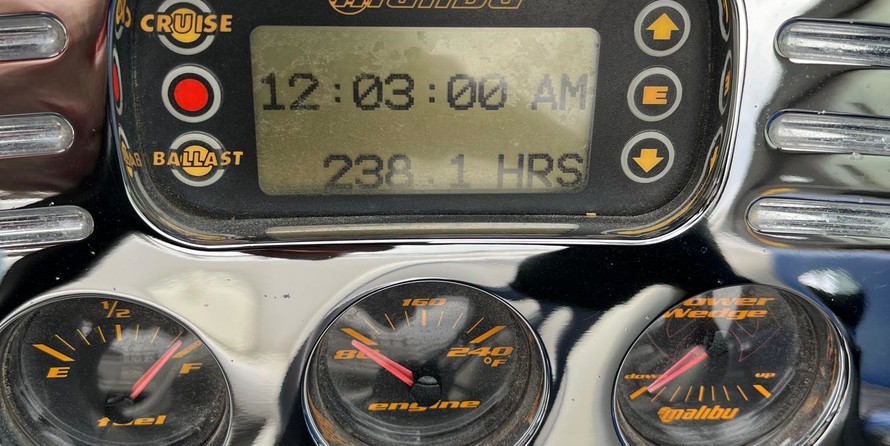 Malibu
CRUISE
12:03:00 AM
E
BALLAST
238.1 HRS
1/2
E
F
fuel
160
80
240
°F
engine
Power
Wedge
down
up
malibu